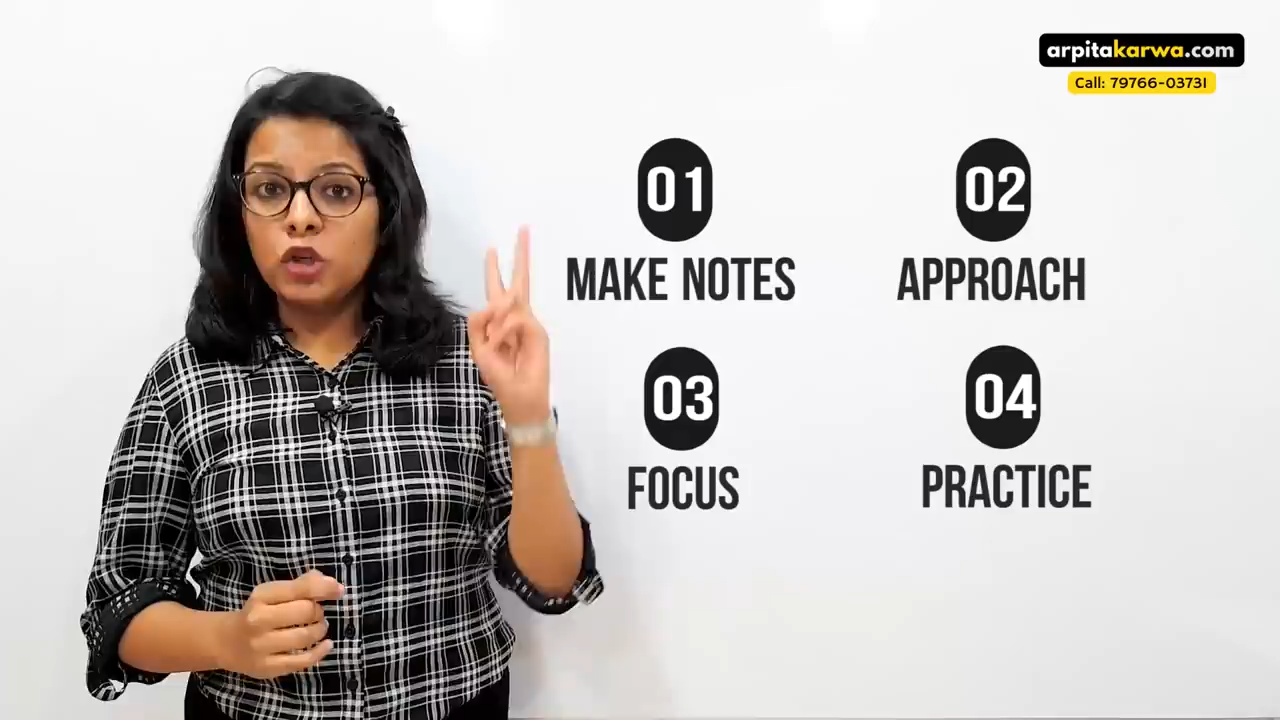 arpitakarwa.com
Call: 79766-03731
01
MAKE NOTES
02
APPROACH
03
FOCUS
04
PRACTICE